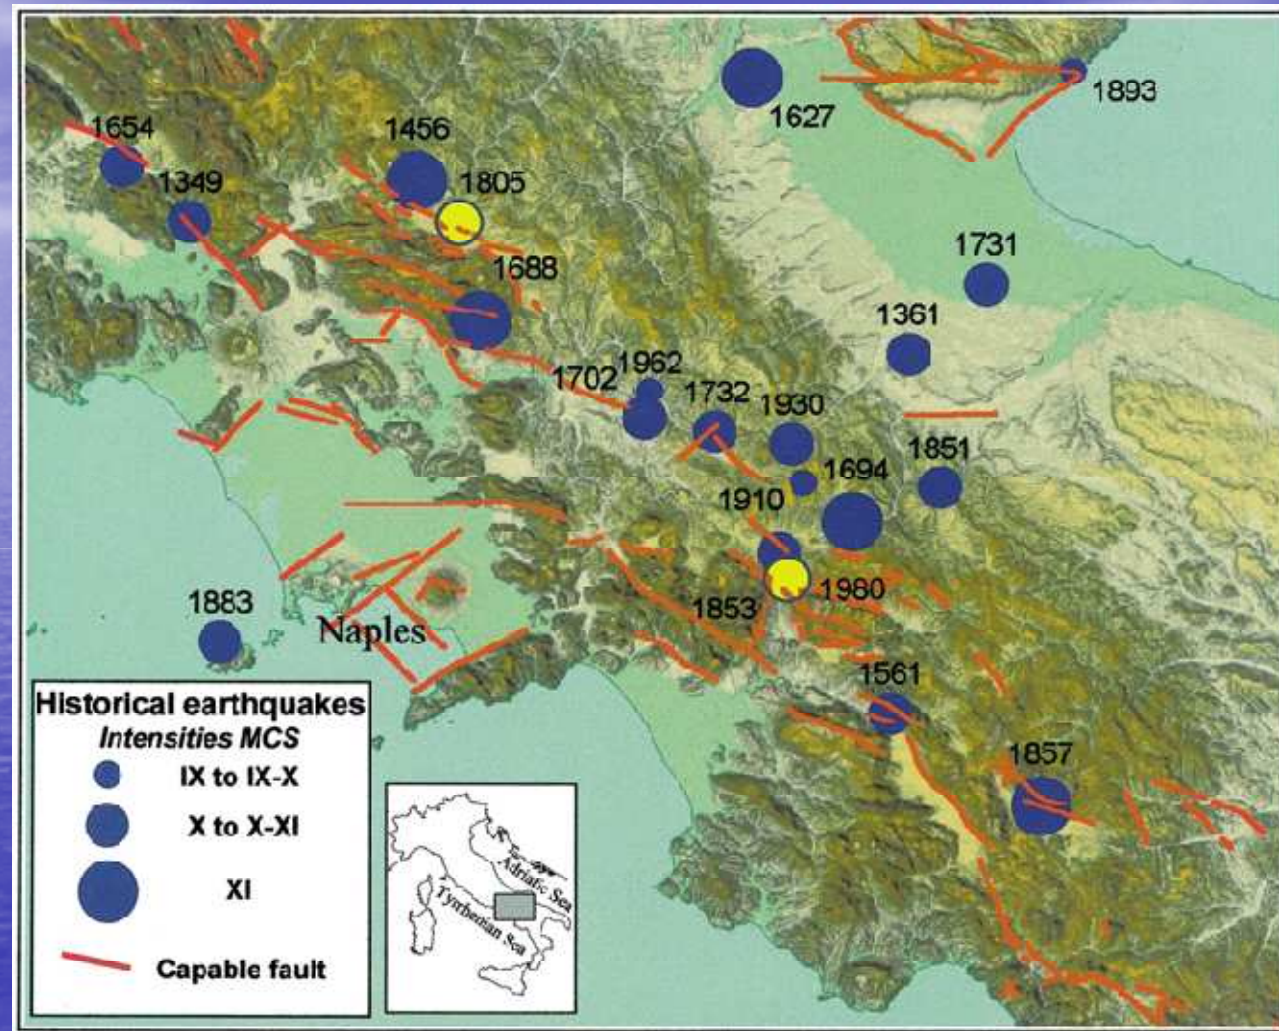 1893
1627
1654
1456
1349
1805
1688
1731
1361
1962
1702
1732
1930
1851
1694
1910
1980
1853
1883
Naples
1561
1857
Historical earthquakes
Intensities MCS
IX to IX-X
X to X-XI
XI
Capable fault
Adriatic Sea
Tyrrhenian Sea